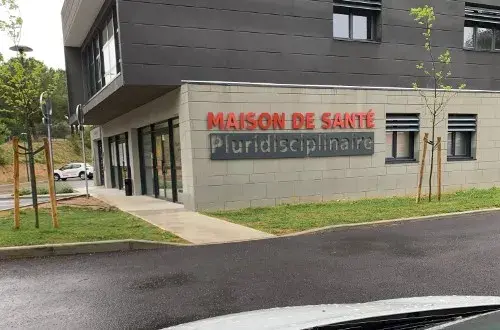 MAISON DE SANTÉ
Pluridisciplinaire